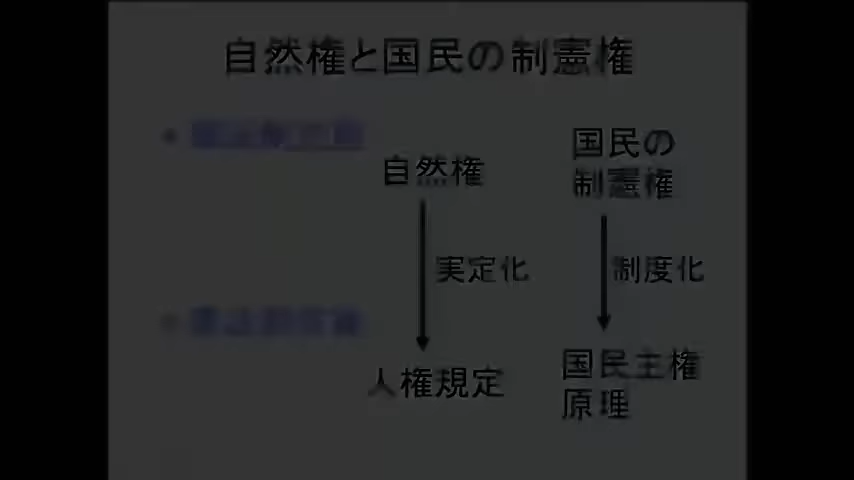 自然権と国民の制憲権
自然権
国民の
制憲権
実定化
制度化
人権規定
国民主権
原理